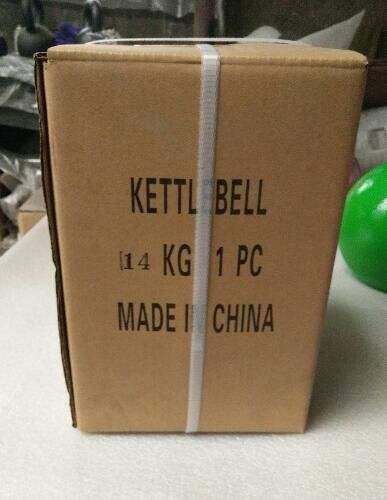 KETTLEBELL
14 KG 1 PC
MADE IN CHINA